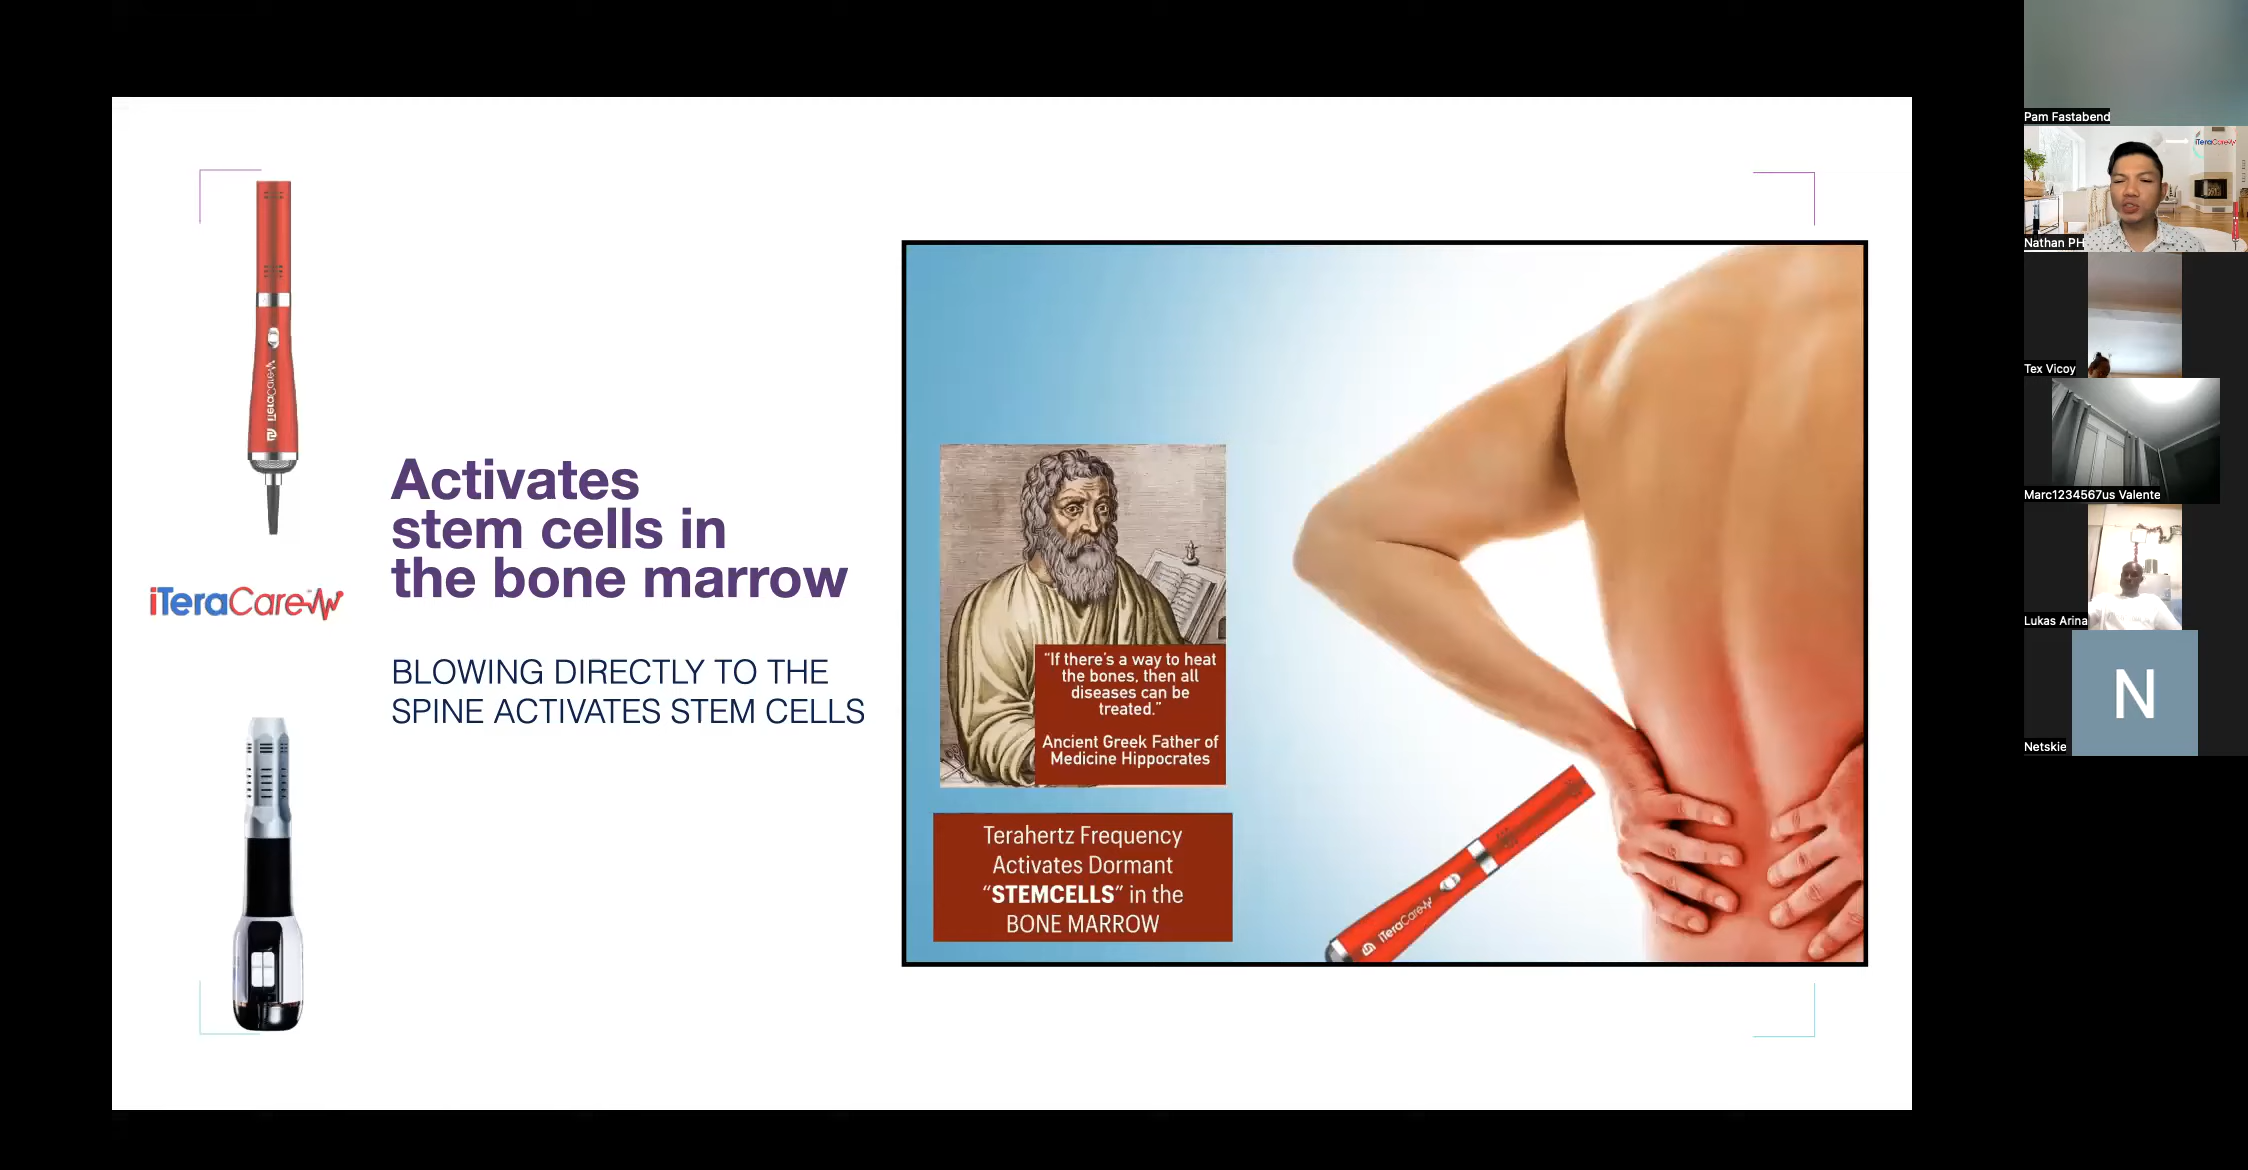 iTeraCare
iTeraCare
Activates
stem cells in
the bone marrow
BLOWING DIRECTLY TO THE
SPINE ACTIVATES STEM CELLS
"If there's a way to heat
the bones, then all
diseases can be
treated."
Ancient Greek Father of
Medicine Hippocrates
Terahertz Frequency
Activates Dormant
"STEMCELLS" in the
BONE MARROW
iTeraCare
Pam Fastabend
iTeraCare
Nathan PH
Tex Vicoy
Marc1234567us Valente
Lukas Arina
N
Netskie